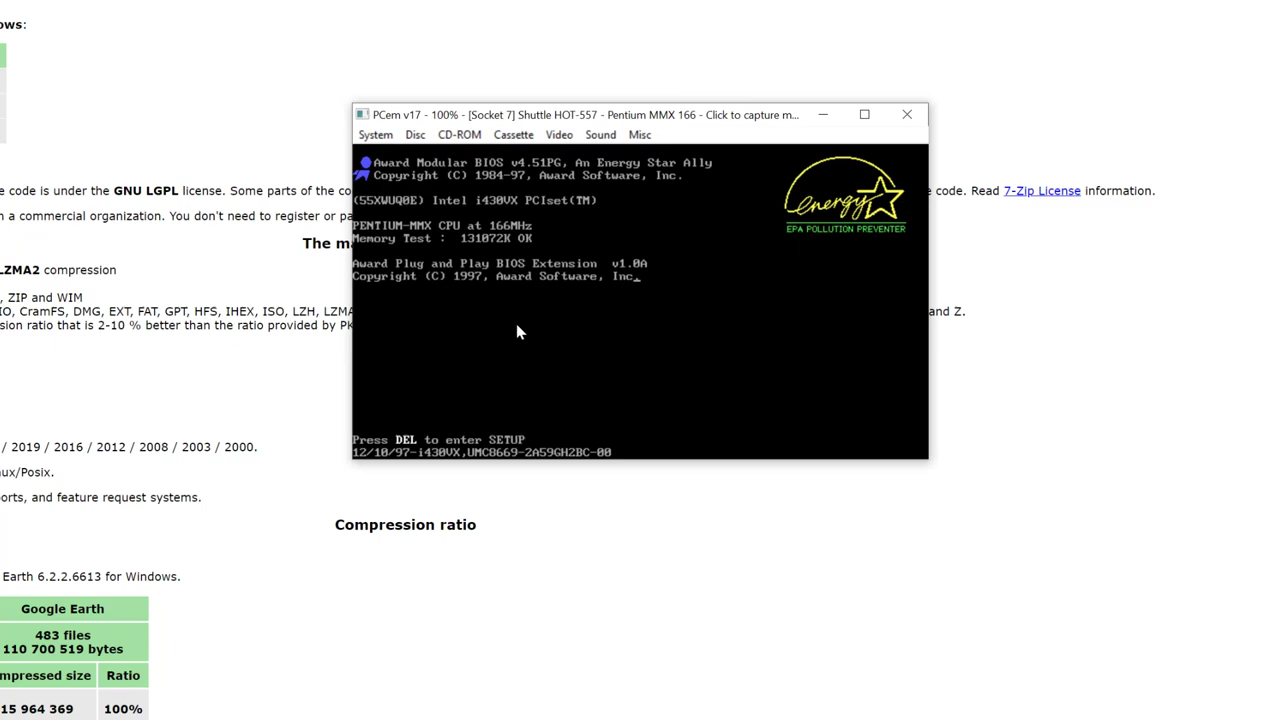 ows:
PCem v17 - 100% - [Socket 7] Shuttle HOT-557 - Pentium MMX 166 - Click to capture m...
System Disc CD-ROM Cassette Video Sound Misc
Award Modular BIOS v4.51PG, An Energy Star Ally
Copyright (C) 1984-97, Award Software, Inc.
energy
EPA POLLUTION PREVENTER
(55XWUQ0E) Intel i430VX PCIset(TM)
PENTIUM-MMX CPU at 166MHz
Memory Test : 131072K OK
Award Plug and Play BIOS Extension v1.0A
Copyright (C) 1997, Award Software, Inc_
Press DEL to enter SETUP
12/10/97-i430VX,UMC8669-2A59GH2BC-00
e code is under the GNU LGPL license. Some parts of the co
e code. Read 7-Zip License information.
n a commercial organization. You don't need to register or pa
The ma
LZMA2 compression
, ZIP and WIM
IO, CramFS, DMG, EXT, FAT, GPT, HFS, IHEX, ISO, LZH, LZMA
and Z.
sion ratio that is 2-10 % better than the ratio provided by PK
/ 2019 / 2016 / 2012 / 2008 / 2003 / 2000.
nux/Posix.
orts, and feature request systems.
Compression ratio
Earth 6.2.2.6613 for Windows.
Google Earth
483 files
110 700 519 bytes
mpressed size Ratio
15 964 369 100%